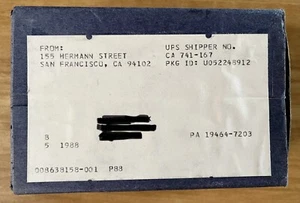 FROM:
155 HERMANN STREET
SAN FRANCISCO, CA 94102
UPS SHIPPER NO.
CA 741-167
PKG ID: U052248912
3
5 1988
PA 19464-7203
008638158-001 P88